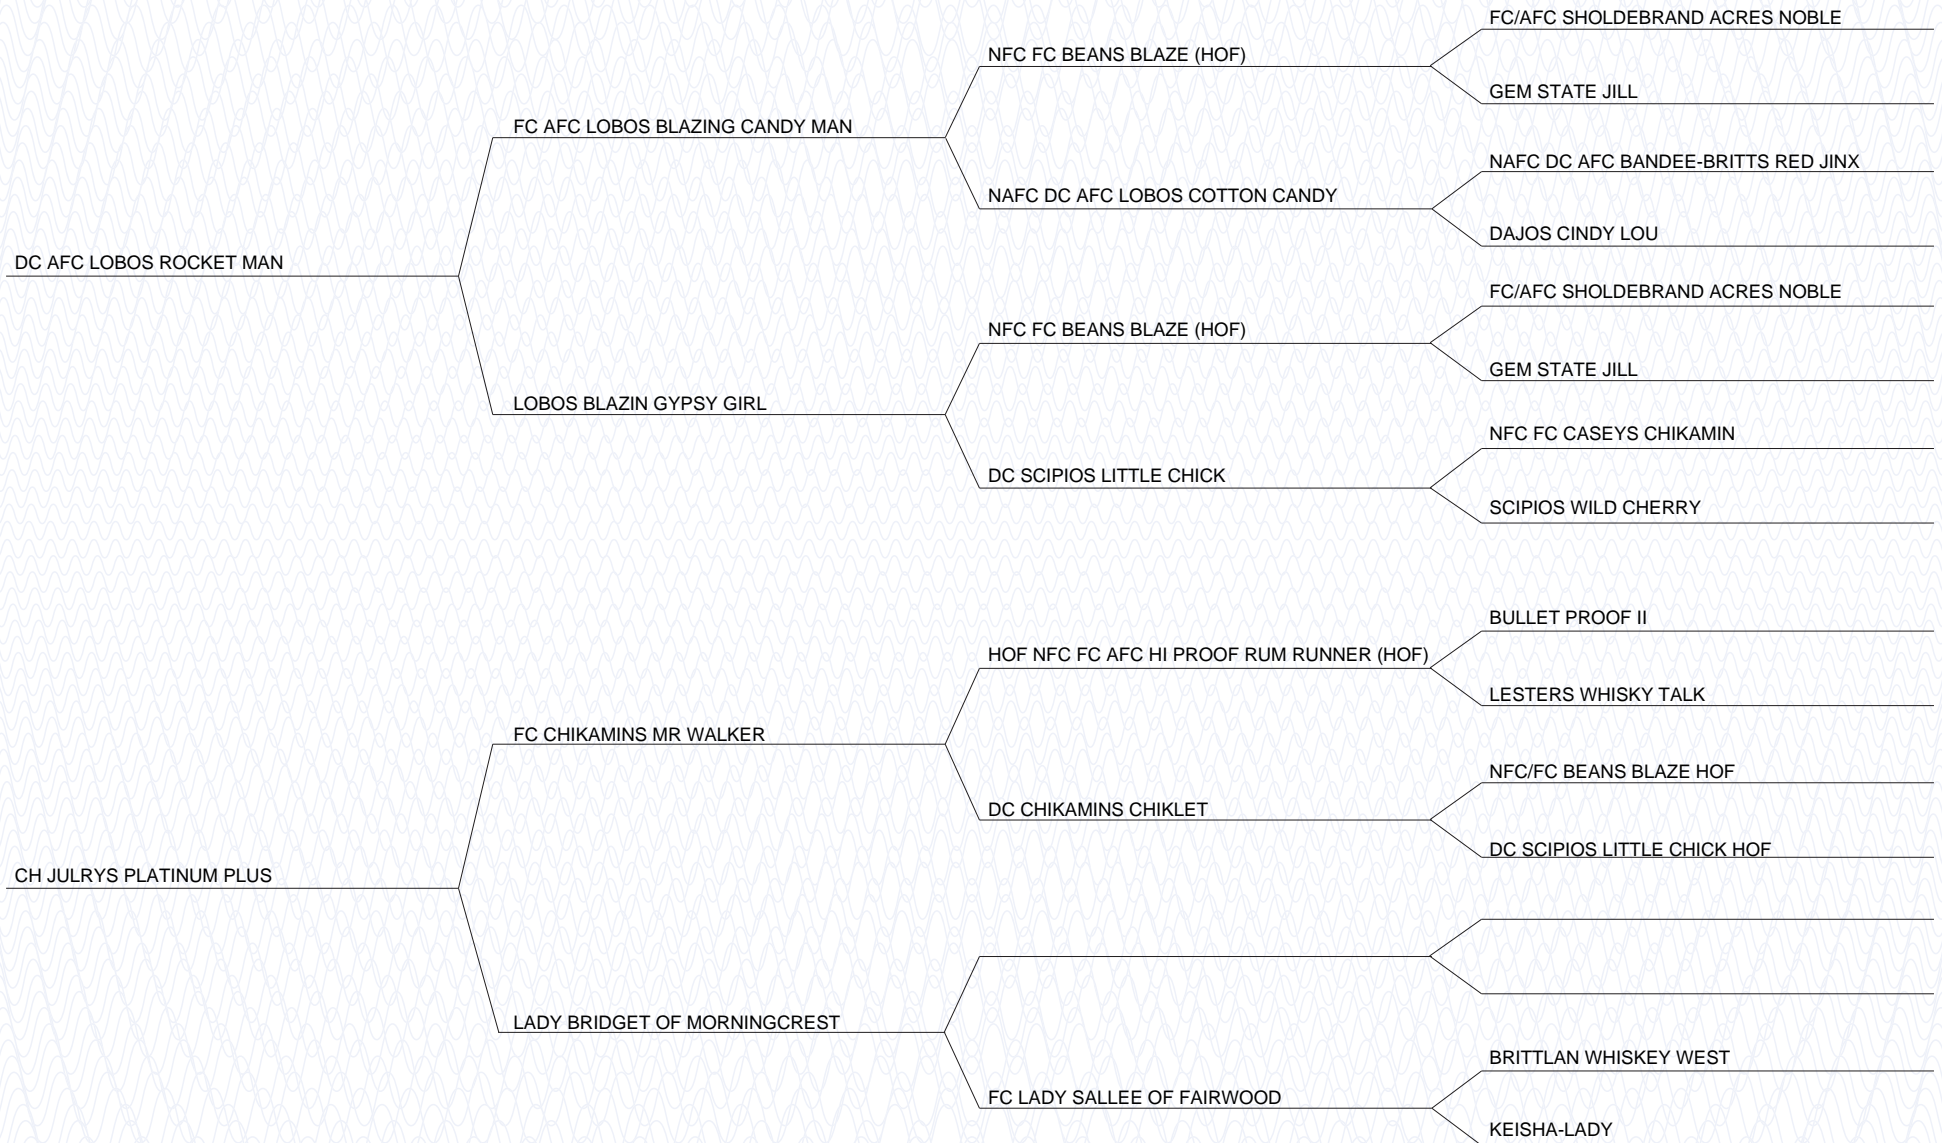 FC/AFC SHOLDEBRAND ACRES NOBLE
NFC FC BEANS BLAZE (HOF)
GEM STATE JILL
FC AFC LOBOS BLAZING CANDY MAN
NAFC DC AFC BANDEE-BRITTS RED JINX
NAFC DC AFC LOBOS COTTON CANDY
DAJOS CINDY LOU
DC AFC LOBOS ROCKET MAN
FC/AFC SHOLDEBRAND ACRES NOBLE
NFC FC BEANS BLAZE (HOF)
GEM STATE JILL
LOBOS BLAZIN GYPSY GIRL
NFC FC CASEYS CHIKAMIN
DC SCIPIOS LITTLE CHICK
SCIPIOS WILD CHERRY
BULLET PROOF II
HOF NFC FC AFC HI PROOF RUM RUNNER (HOF)
LESTERS WHISKY TALK
FC CHIKAMINS MR WALKER
NFC/FC BEANS BLAZE HOF
DC CHIKAMINS CHIKLET
DC SCIPIOS LITTLE CHICK HOF
CH JULRYS PLATINUM PLUS
LADY BRIDGET OF MORNINGCREST
BRITTLAN WHISKEY WEST
FC LADY SALLEE OF FAIRWOOD
KEISHA-LADY